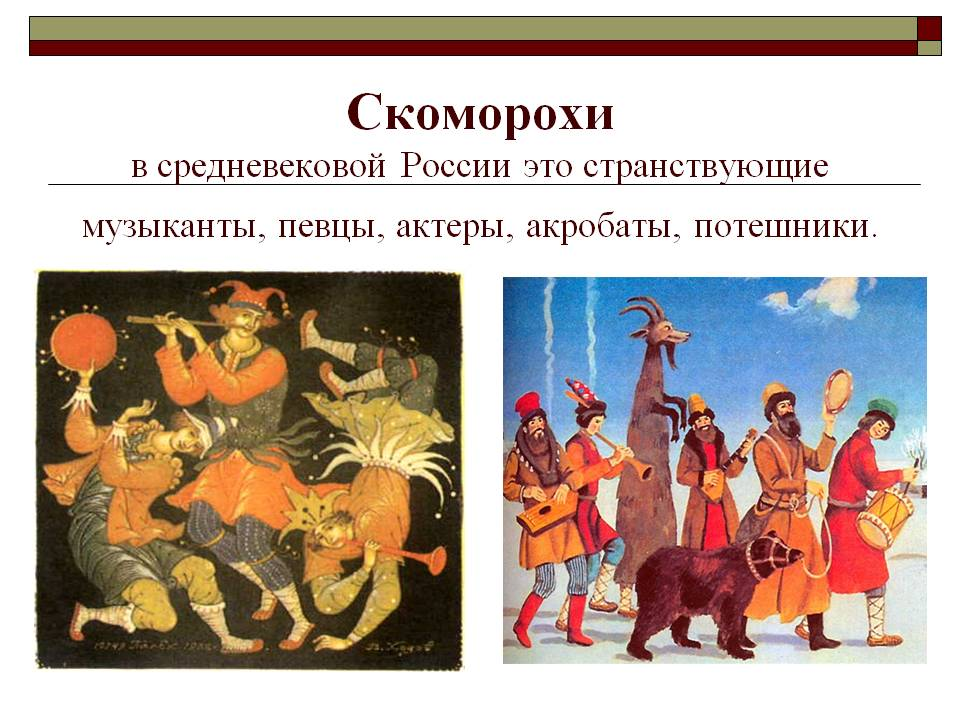 Скоморохи
в средневековой России это странствующие
музыканты, певцы, актеры, акробаты, потешники.